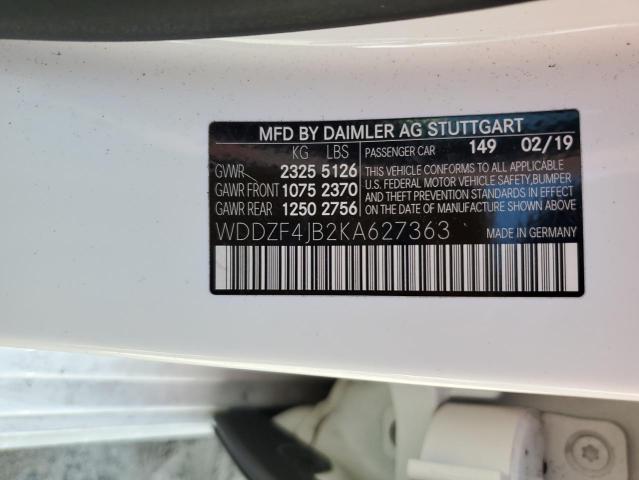 MFD BY DAIMLER AG STUTTGART
KG LBS
GVWR 2325 5126
GAWR FRONT 1075 2370
GAWR REAR 1250 2756
PASSENGER CAR 149 02/19
THIS VEHICLE CONFORMS TO ALL APPLICABLE
U.S. FEDERAL MOTOR VEHICLE SAFETY, BUMPER
AND THEFT PREVENTION STANDARDS IN EFFECT
ON THE DATE OF MANUFACTURE SHOWN ABOVE.
WDDZF4JB2KA627363
MADE IN GERMANY